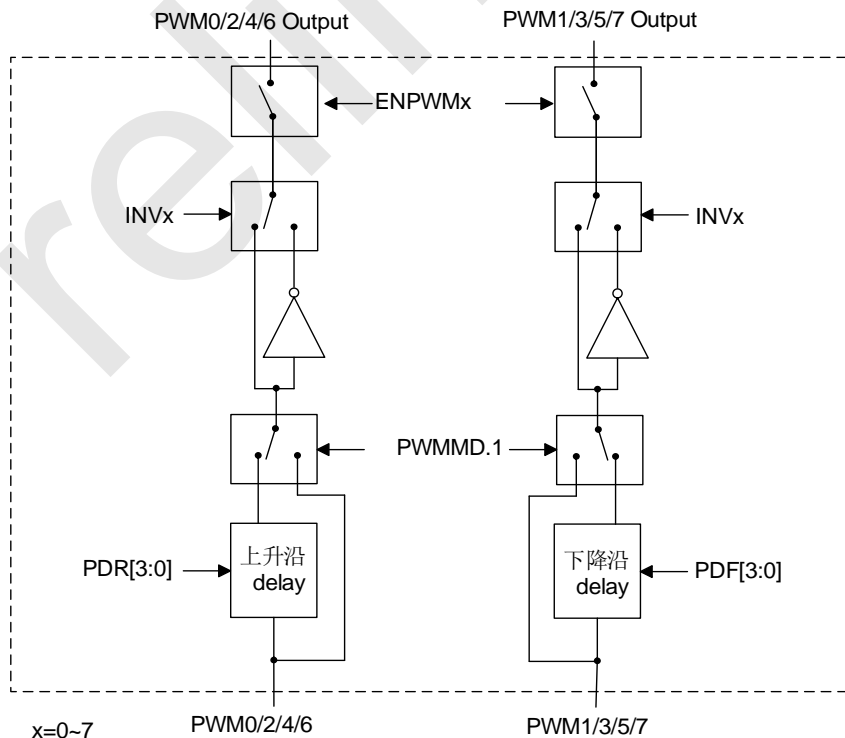 PWM0/2/4/6 Output
PWM1/3/5/7 Output
ENPWMx
INVx
INVx
PWMMD.1
PDR[3:0]
上升沿
delay
下降沿
delay
PDF[3:0]
PWM0/2/4/6
PWM1/3/5/7
x=0~7